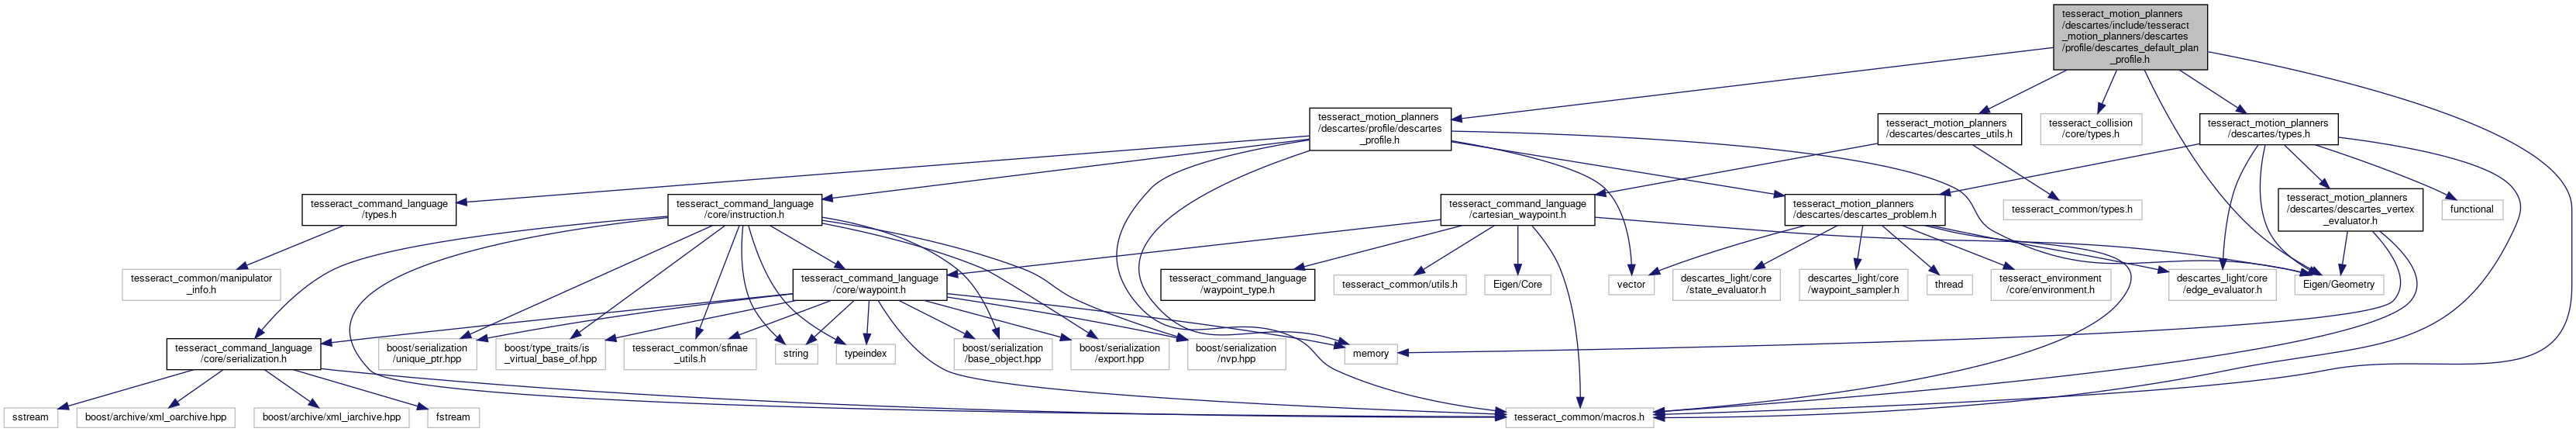 tesseract_motion_planners
/descartes/include/tesseract
_motion_planners/descartes
/profile/descartes_default_plan
_profile.h
tesseract_motion_planners
/descartes/profile/descartes
_profile.h
tesseract_motion_planners
/descartes/descartes_utils.h
tesseract_collision
/core/types.h
tesseract_motion_planners
/descartes/types.h
tesseract_command_language
/types.h
tesseract_command_language
/core/instruction.h
tesseract_command_language
/cartesian_waypoint.h
tesseract_motion_planners
/descartes/descartes_problem.h
tesseract_common/types.h
tesseract_motion_planners
/descartes/descartes_vertex
_evaluator.h
functional
tesseract_common/manipulator
_info.h
tesseract_command_language
/core/waypoint.h
tesseract_command_language
/waypoint_type.h
tesseract_common/utils.h
Eigen/Core
vector
descartes_light/core
/state_evaluator.h
descartes_light/core
/waypoint_sampler.h
thread
tesseract_environment
/core/environment.h
descartes_light/core
/edge_evaluator.h
Eigen/Geometry
tesseract_command_language
/core/serialization.h
boost/serialization
/unique_ptr.hpp
boost/type_traits/is
_virtual_base_of.hpp
tesseract_common/sfinae
_utils.h
string
typeindex
boost/serialization
/base_object.hpp
boost/serialization
/export.hpp
boost/serialization
/nvp.hpp
memory
sstream
boost/archive/xml_oarchive.hpp
boost/archive/xml_iarchive.hpp
fstream
tesseract_common/macros.h